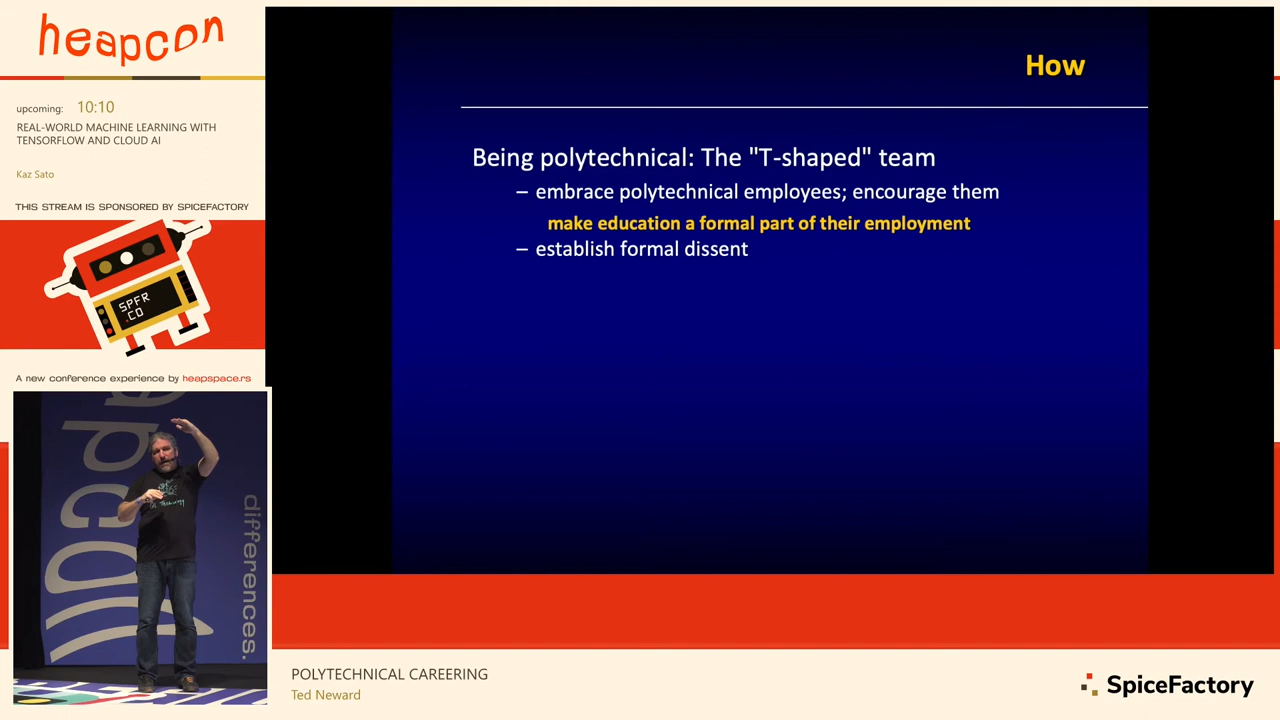 heapcon
upcoming: 10:10
REAL-WORLD MACHINE LEARNING WITH
TENSORFLOW AND CLOUD AI
Kaz Sato
THIS STREAM IS SPONSORED BY SPICEFACTORY
SPFR
.CO
A new conference experience by heapspace.rs
differences.
How
Being polytechnical: The "T-shaped" team
– embrace polytechnical employees; encourage them
make education a formal part of their employment
– establish formal dissent
POLYTECHNICAL CAREERING
Ted Neward
SpiceFactory